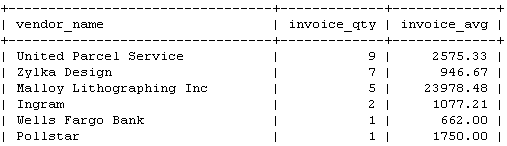 +------------------------------------+-------------+-------------+
| vendor_name | invoice_qty | invoice_avg |
+------------------------------------+-------------+-------------+
| United Parcel Service | 9 | 2575.33 |
| Zylka Design | 7 | 946.67 |
| Malloy Lithographing Inc | 5 | 23978.48 |
| Ingram | 2 | 1077.21 |
| Wells Fargo Bank | 1 | 662.00 |
| Pollstar | 1 | 1750.00 |